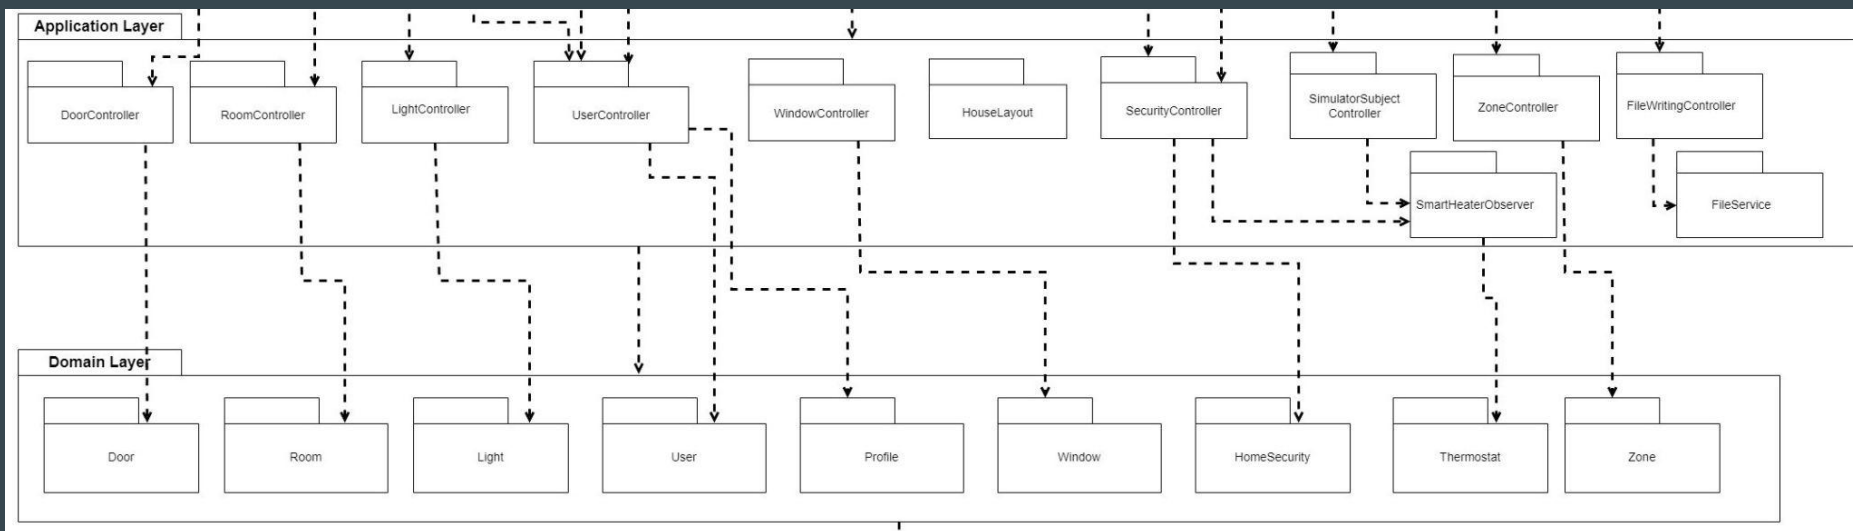 Application Layer
DoorController
RoomController
LightController
UserController
WindowController
HouseLayout
SecurityController
SimulatorSubject
Controller
ZoneController
FileWritingController
SmartHeaterObserver
FileService
Domain Layer
Door
Room
Light
User
Profile
Window
HomeSecurity
Thermostat
Zone